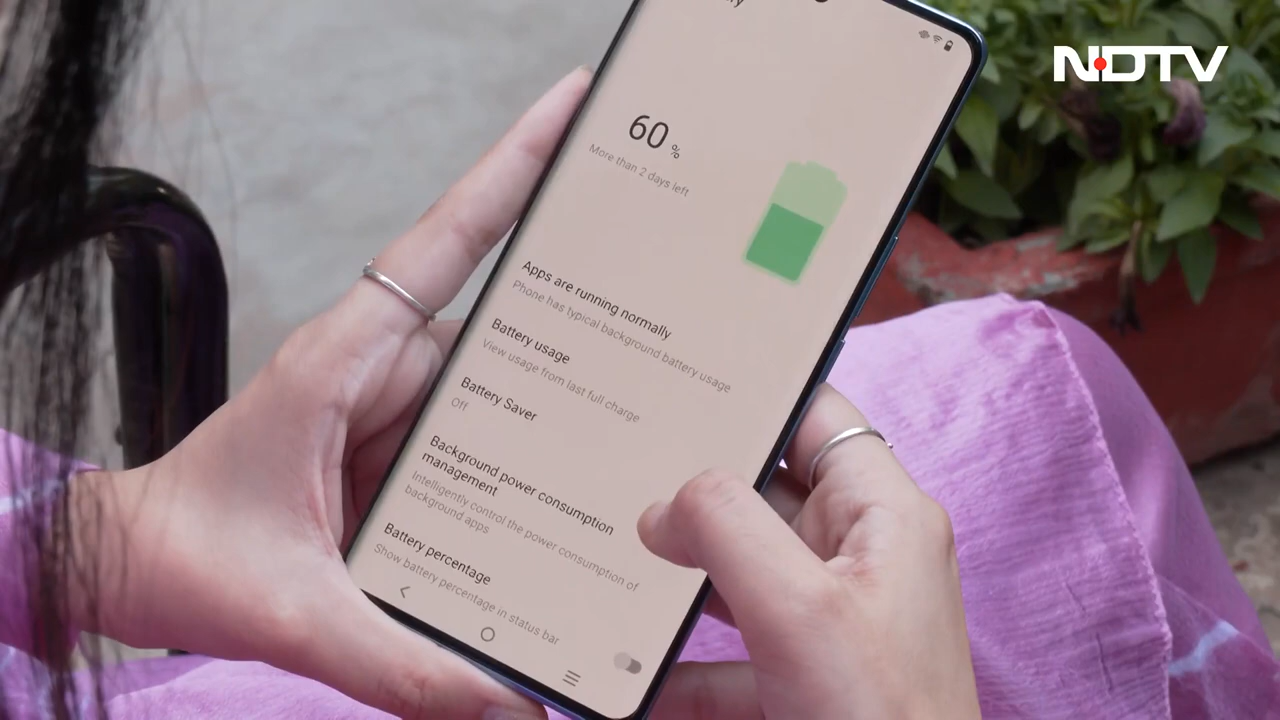 NDTV
60 %
More than 2 days left
Apps are running normally
Phone has typical background battery usage
Battery usage
View usage from last full charge
Battery Saver
Off
Background power consumption
management
Intelligently control the power consumption of
background apps
Battery percentage
Show battery percentage in status bar